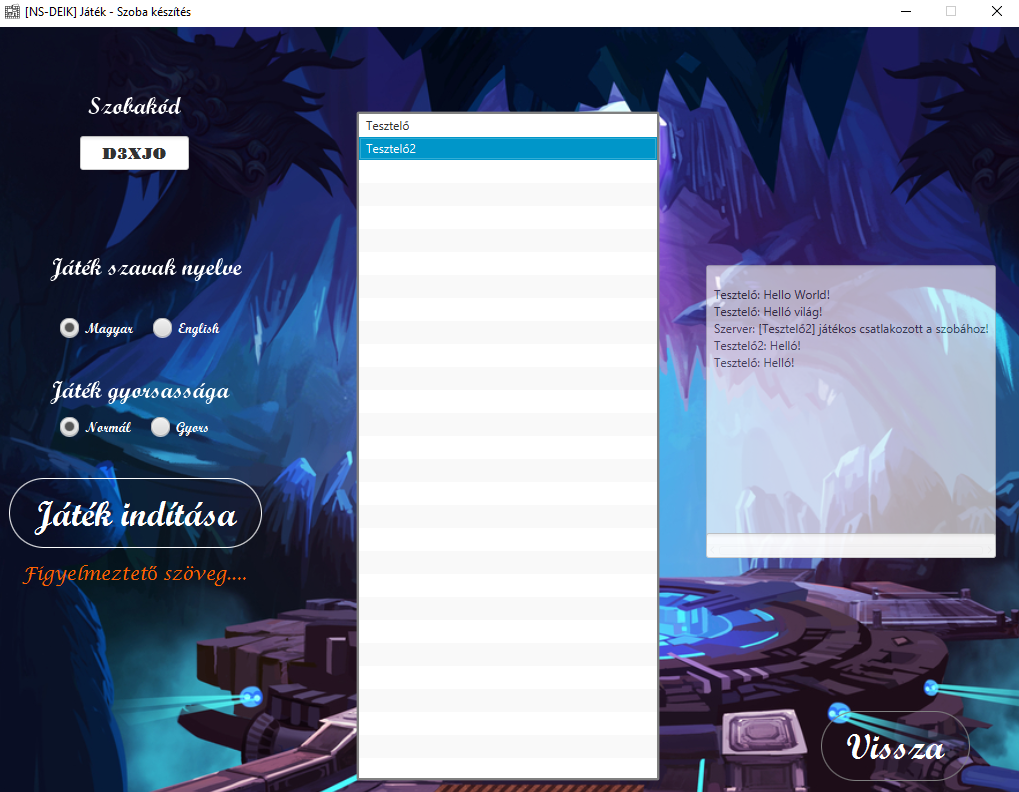 [NS-DEIK] Játék - Szoba készítés
Szobakód
D3XJO
Játék szavak nyelve
Magyar
English
Játék gyorsassága
Normál
Gyors
Játék indítása
Figyelmeztető szöveg....
Tesztelő
Tesztelő2
Tesztelő: Hello World!
Tesztelő: Helló világ!
Szerver: [Tesztelő2] játékos csatlakozott a szobához!
Tesztelő2: Helló!
Tesztelő: Helló!
Vissza